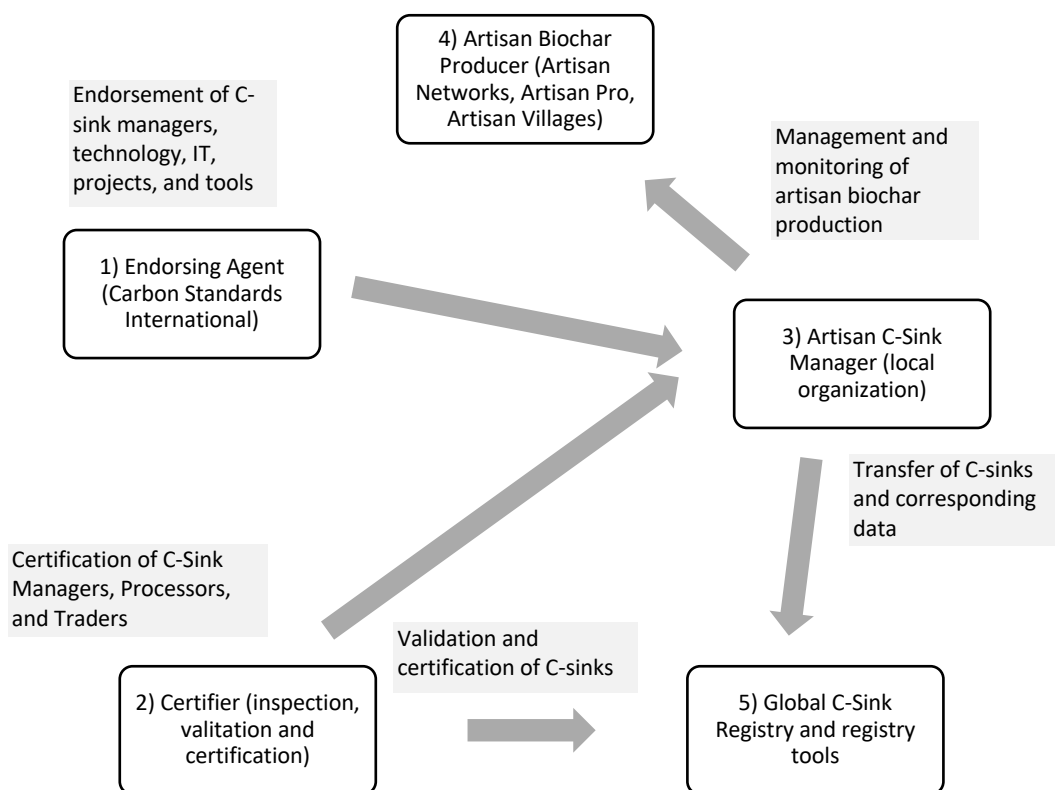 4) Artisan Biochar
Producer (Artisan
Networks, Artisan Pro,
Artisan Villages)
Endorsement of C-
sink managers,
technology, IT,
projects, and tools
Management and
monitoring of
artisan biochar
production
1) Endorsing Agent
(Carbon Standards
International)
3) Artisan C-Sink
Manager (local
organization)
Transfer of C-sinks
and corresponding
data
Certification of C-Sink
Managers, Processors,
and Traders
Validation and
certification of C-sinks
2) Certifier (inspection,
valitation and
certification)
5) Global C-Sink
Registry and registry
tools